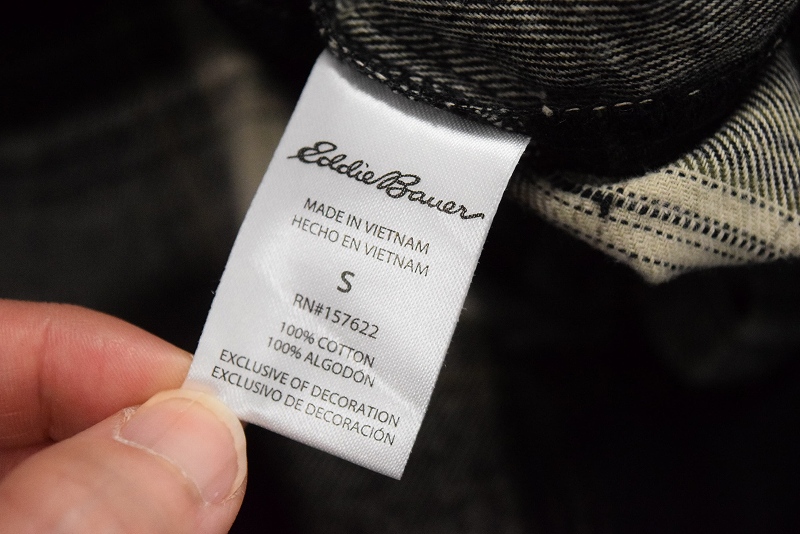 Eddie Bauer
MADE IN VIETNAM
HECHO EN VIETNAM
S
RN#157622
100% COTTON
100% ALGODÓN
EXCLUSIVE OF DECORATION
EXCLUSIVO DE DECORACIÓN